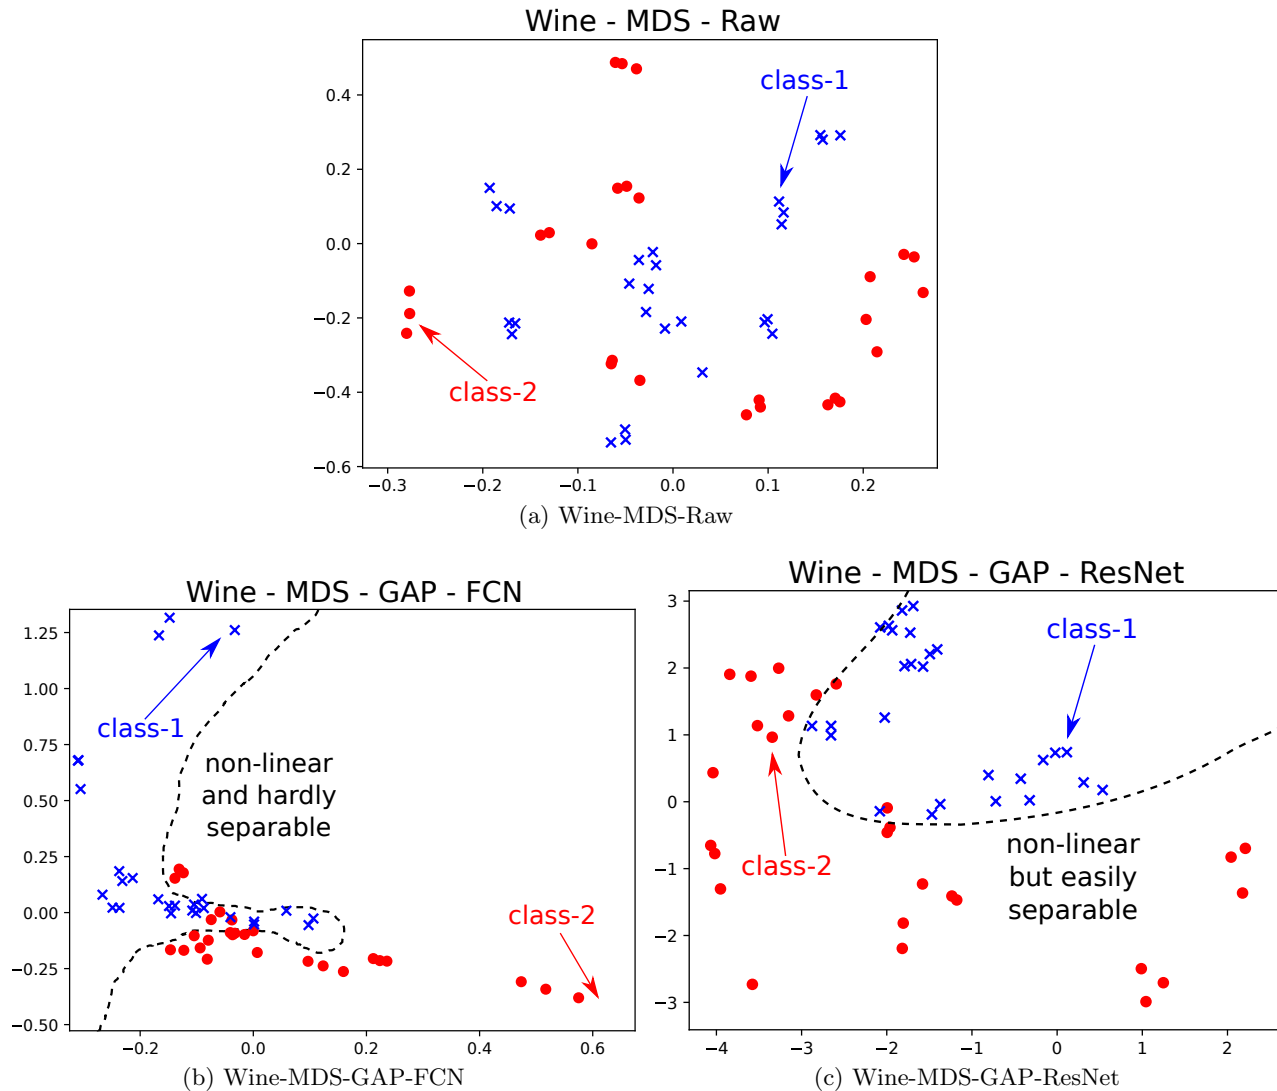 Wine - MDS - Raw
class-1
0.4
0.2
0.0
−0.2
−0.4
−0.6
class-2
−0.3 −0.2 −0.1 0.0 0.1 0.2
(a) Wine-MDS-Raw
Wine - MDS - GAP - FCN
1.25
1.00
0.75
0.50
0.25
0.00
−0.25
−0.50
class-1
non-linear
and hardly
separable
class-2
−0.2 0.0 0.2 0.4 0.6
(b) Wine-MDS-GAP-FCN
Wine - MDS - GAP - ResNet
3
2
1
0
−1
−2
−3
class-1
class-2
non-linear
but easily
separable
−4 −3 −2 −1 0 1 2
(c) Wine-MDS-GAP-ResNet